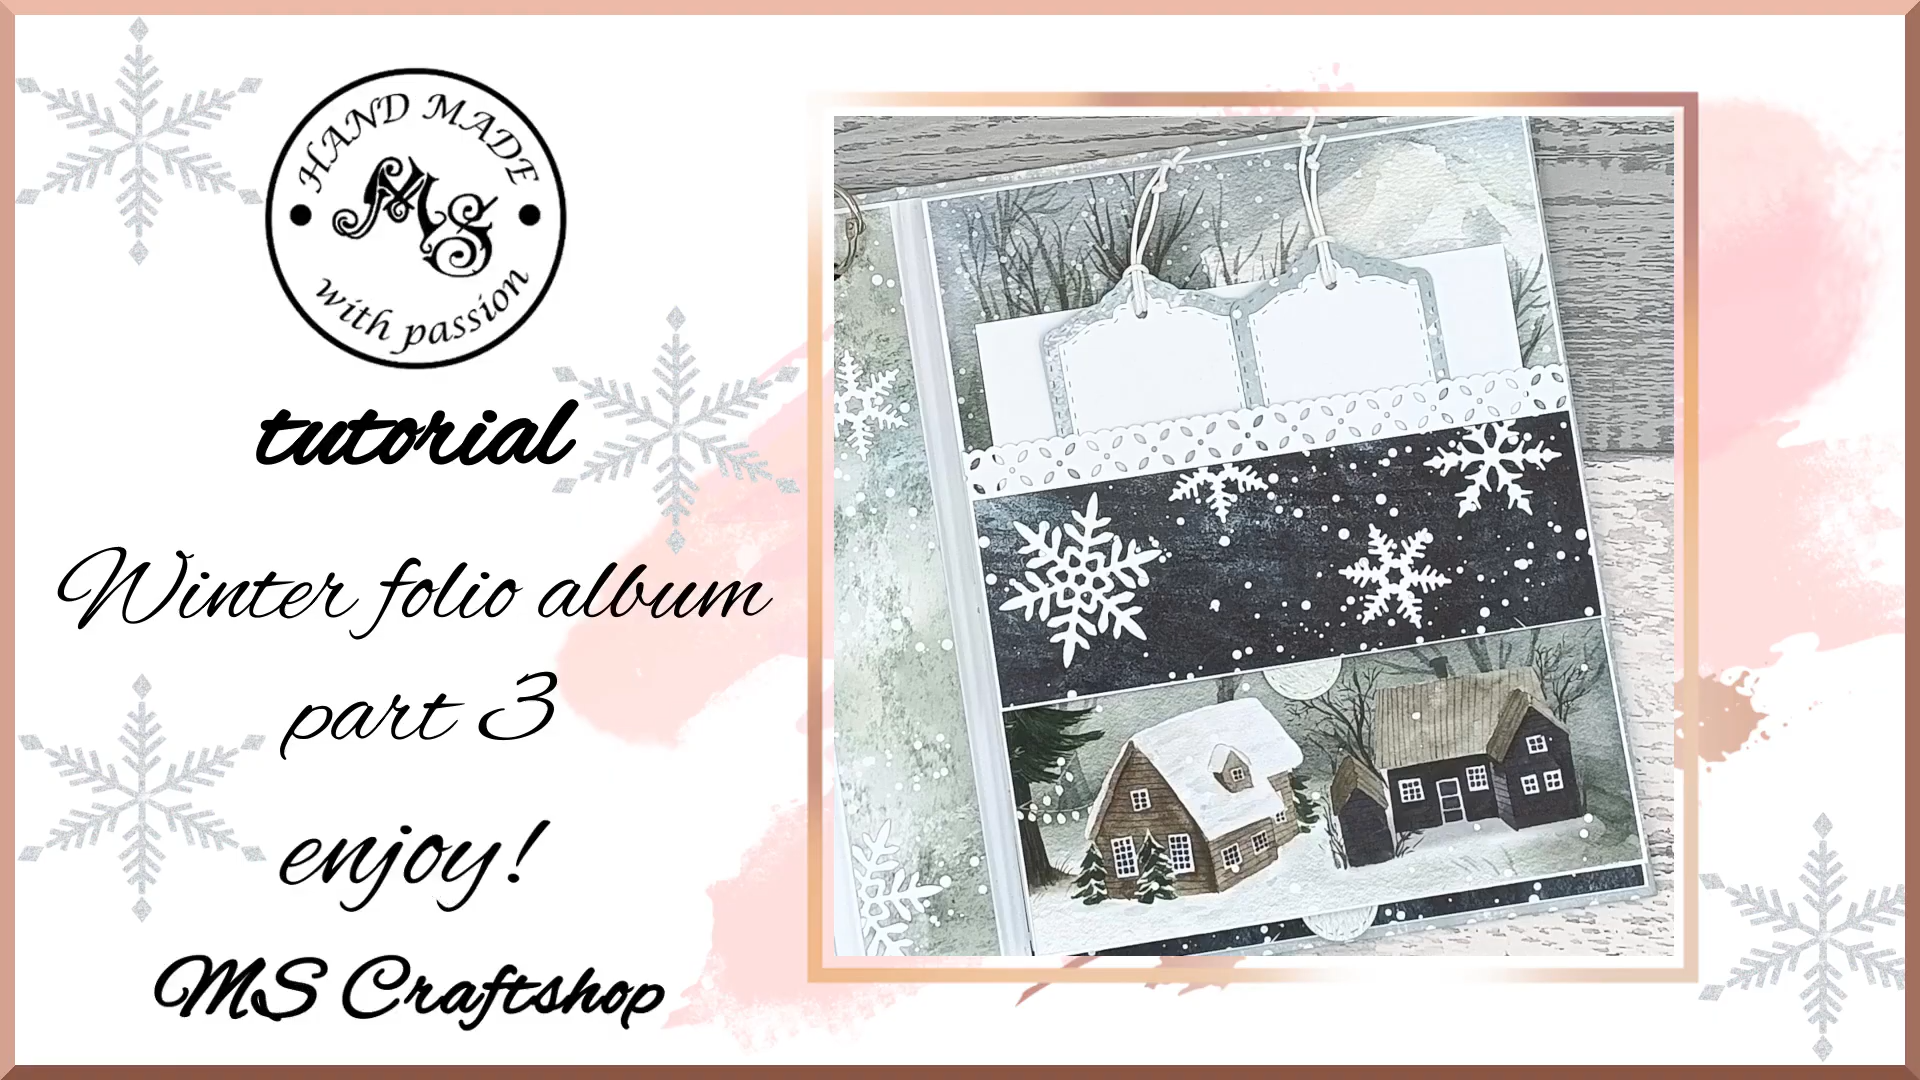 HAND MADE
MS
with passion
tutorial
Winter folio album
part 3
enjoy!
MS Craftshop